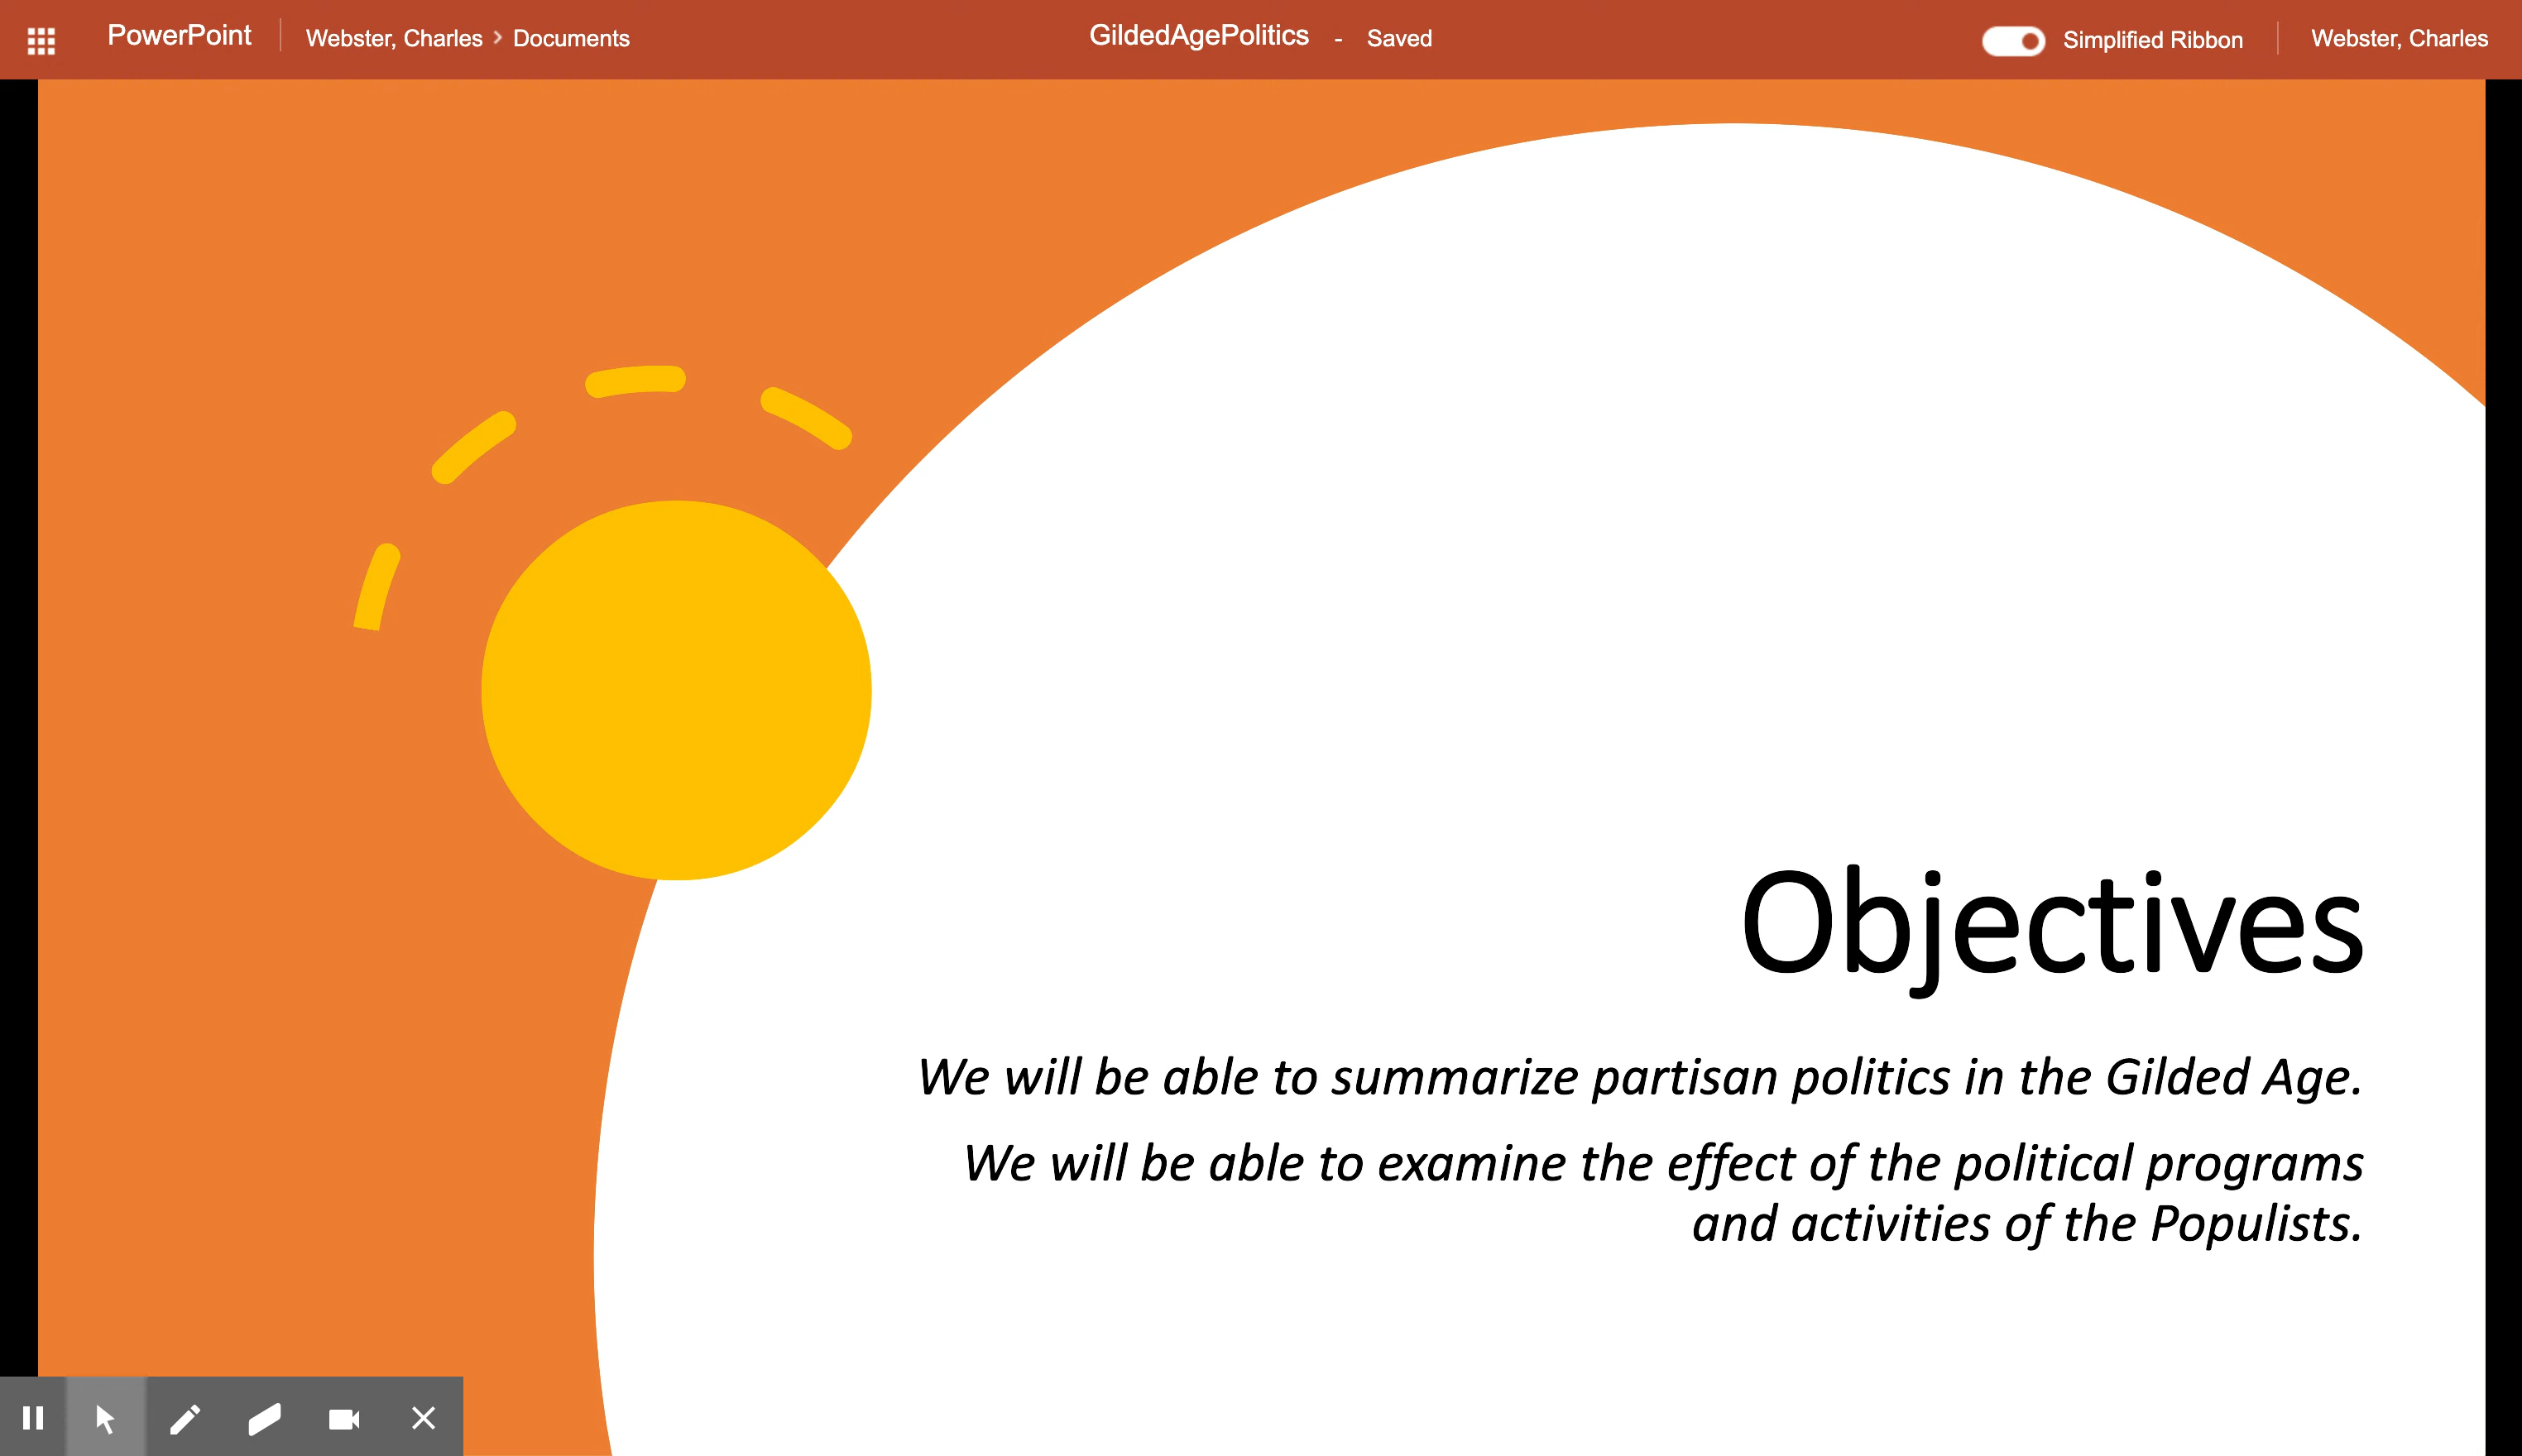 PowerPoint Webster, Charles > Documents GildedAgePolitics - Saved Simplified Ribbon Webster, Charles
Objectives
We will be able to summarize partisan politics in the Gilded Age.
We will be able to examine the effect of the political programs
and activities of the Populists.